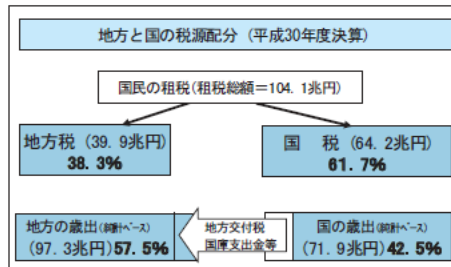 地方と国の税源配分（平成30年度決算）
国民の租税(租税総額＝104.1兆円)
地方税（39.9兆円）
38.3%
国　税（64.2兆円）
61.7%
地方の歳出(純計ベース)
(97.3兆円)57.5%
地方交付税
国庫支出金等
国の歳出(純計ベース)
(71.9兆円)42.5%